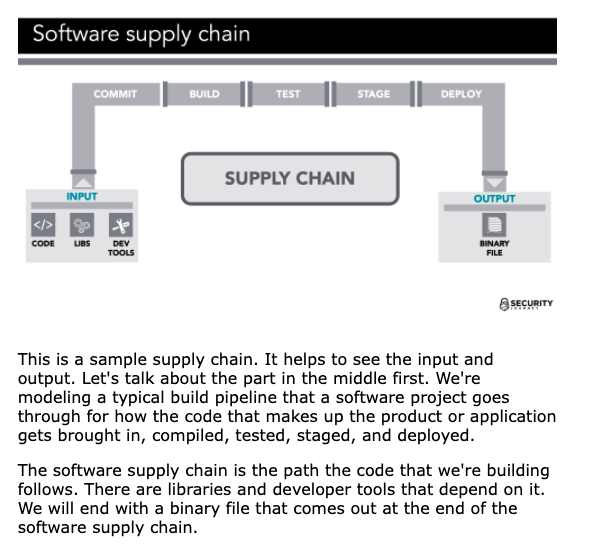 Software supply chain
COMMIT
BUILD
TEST
STAGE
DEPLOY
SUPPLY CHAIN
INPUT
</>
CODE
LIBS
DEV
TOOLS
OUTPUT
BINARY
FILE
SECURITY
JOURNEY
This is a sample supply chain. It helps to see the input and
output. Let's talk about the part in the middle first. We're
modeling a typical build pipeline that a software project goes
through for how the code that makes up the product or application
gets brought in, compiled, tested, staged, and deployed.
The software supply chain is the path the code that we're building
follows. There are libraries and developer tools that depend on it.
We will end with a binary file that comes out at the end of the
software supply chain.